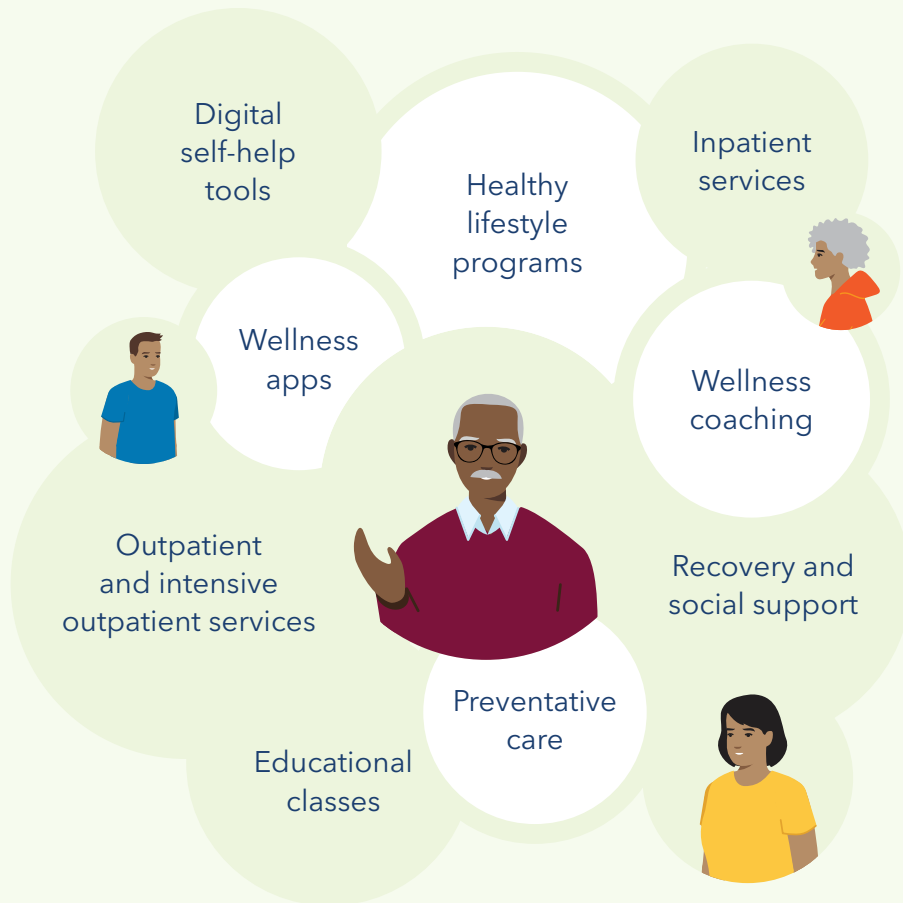 Digital
self-help
tools
Healthy
lifestyle
programs
Inpatient
services
Wellness
apps
Wellness
coaching
Outpatient
and intensive
outpatient services
Recovery and
social support
Preventative
care
Educational
classes